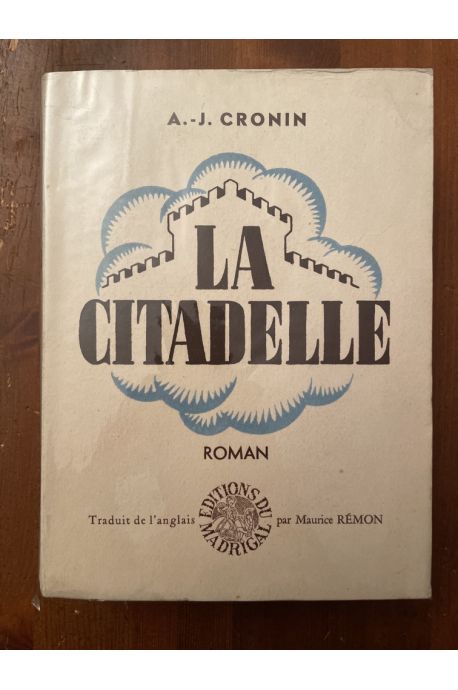 A.-J. CRONIN
LA
CITADELLE
ROMAN
Traduit de l'anglais
EDITIONS DU
MADRIGAL
par Maurice RÉMON